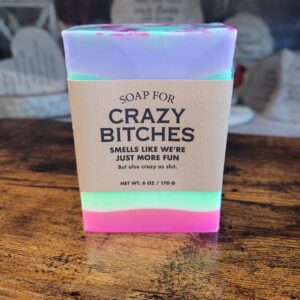 SOAP FOR
CRAZY
BITCHES
SMELLS LIKE WE'RE
JUST MORE FUN
But also crazy as shit.
NET WT. 6 OZ / 170 G